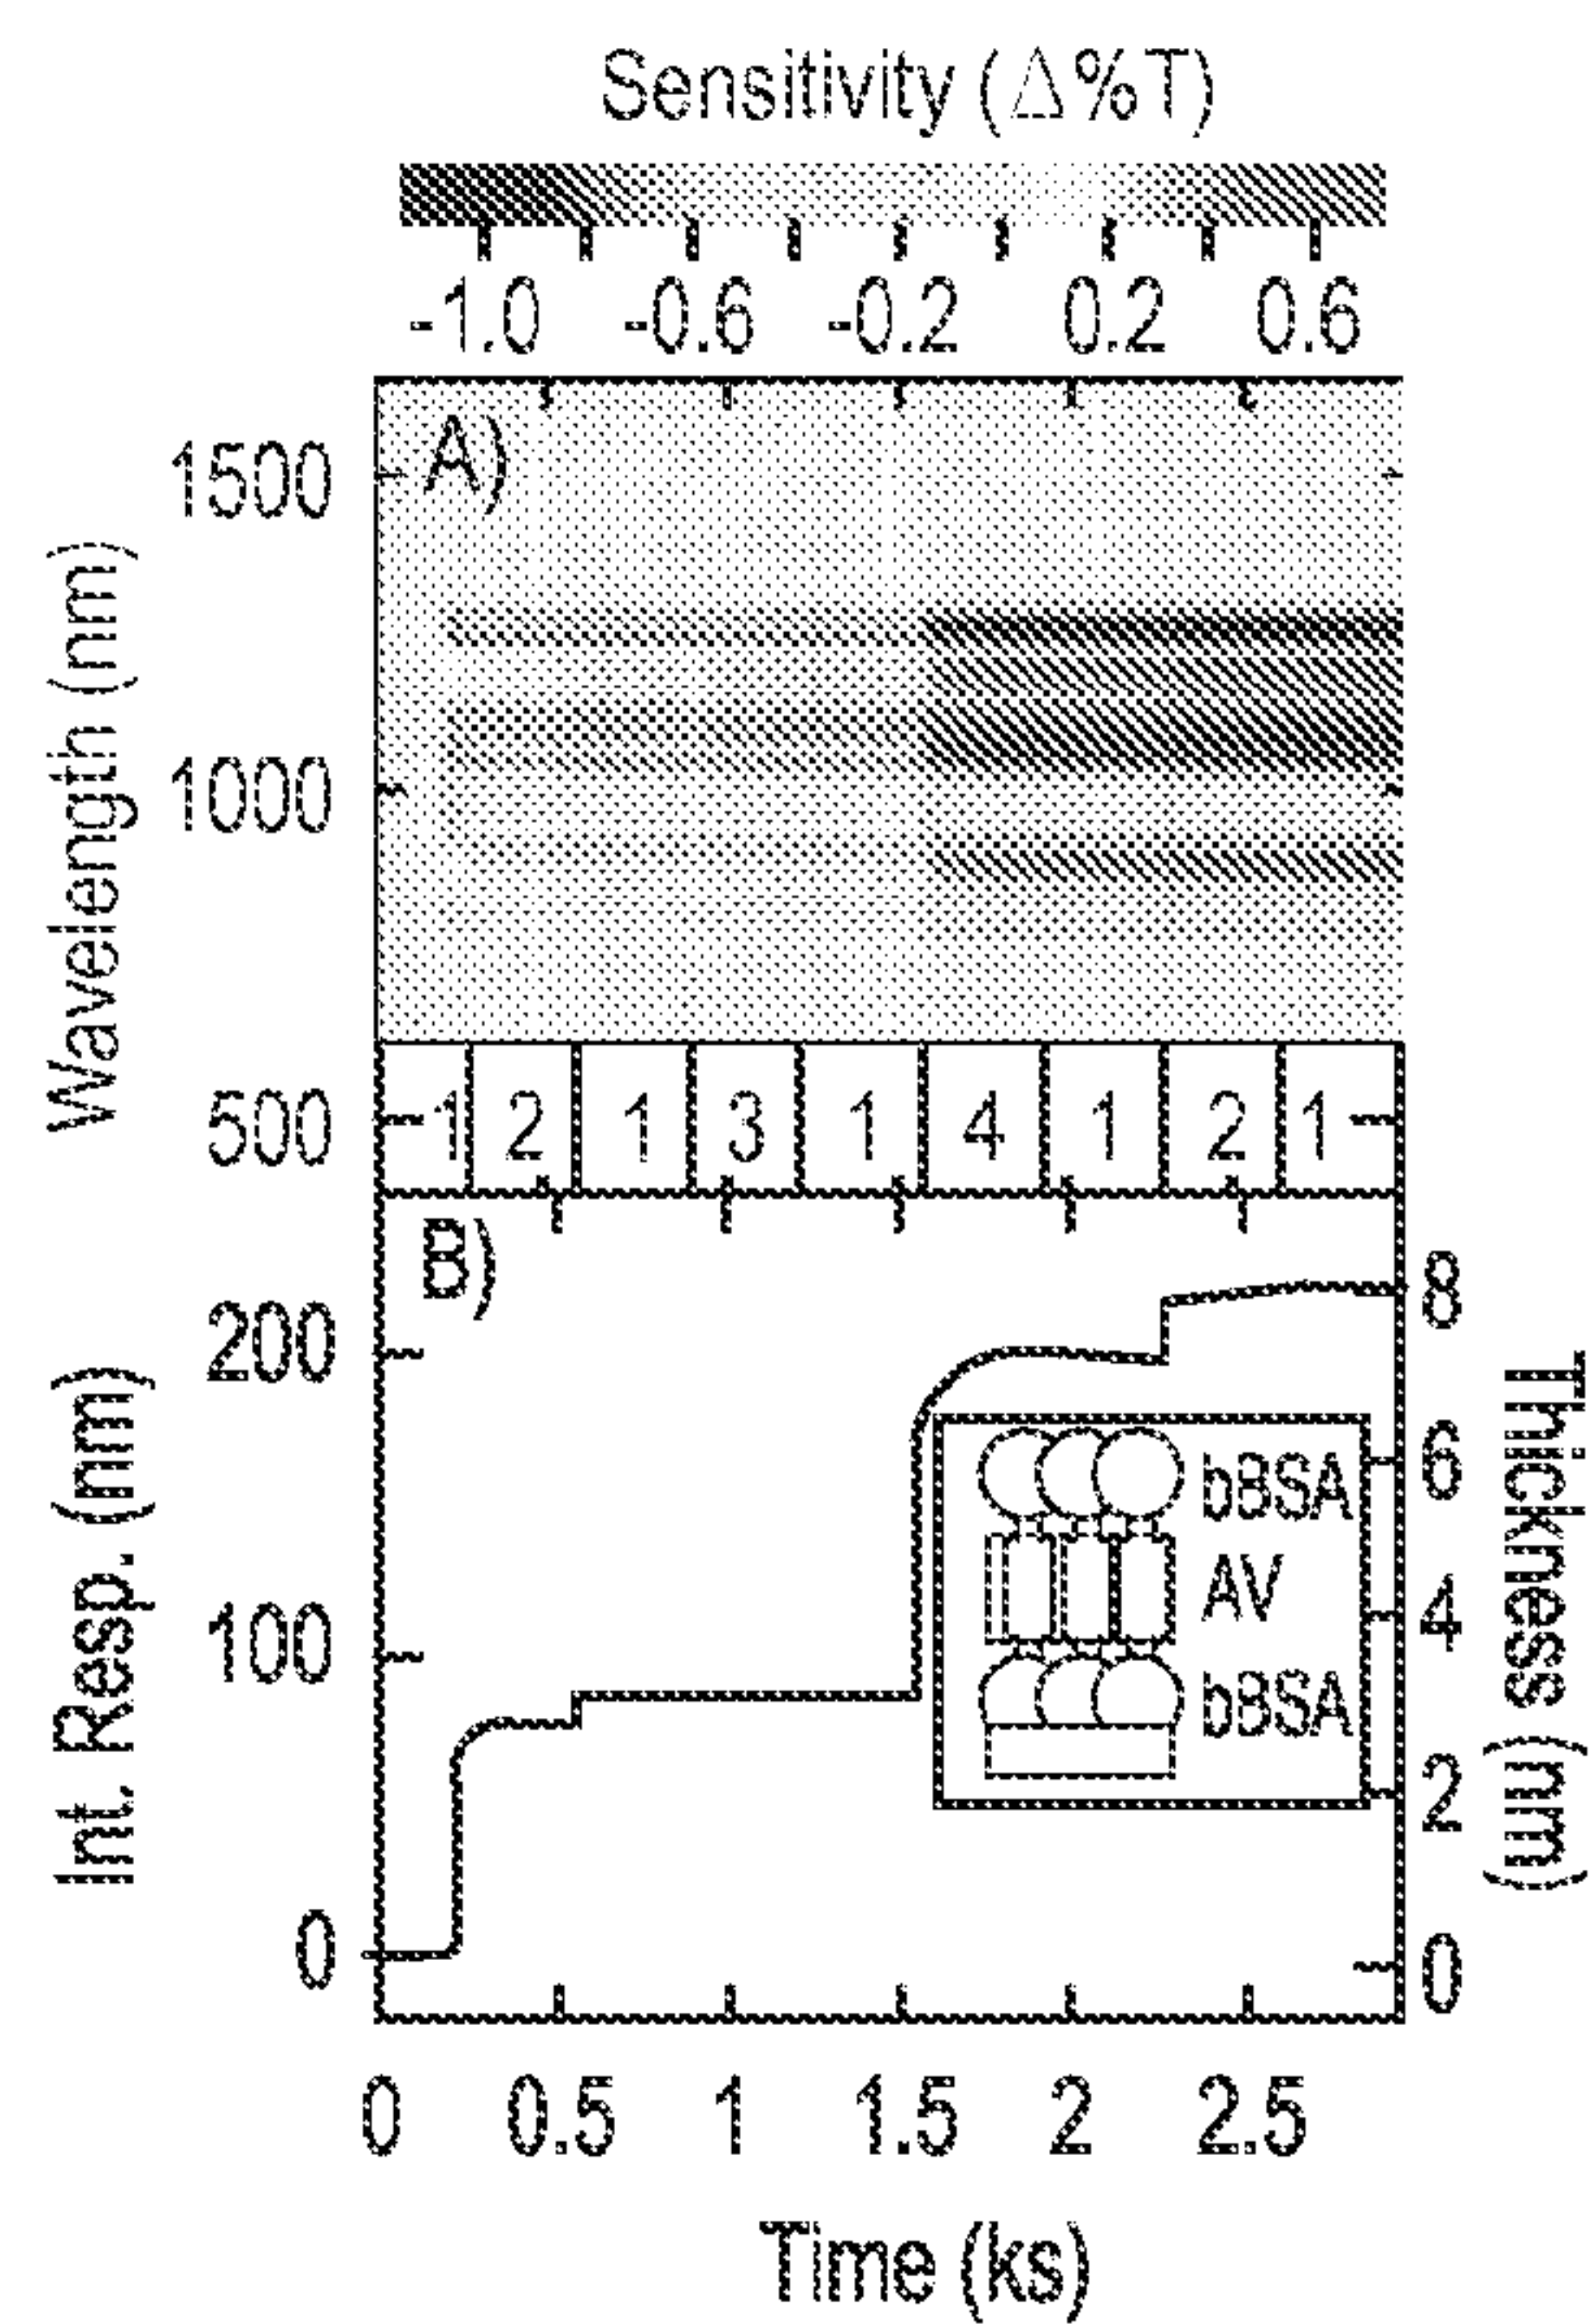 Sensitivity (Δ%T)
-1.0 -0.6 -0.2 0.2 0.6
A)
1500
1000
500
Wavelength (nm)
1 2 1 3 1 4 1 2 1
B)
200
100
0
Int. Resp. (nm)
8
6
4
2
0
Thickness (nm)
bBSA
AV
bBSA
0 0.5 1 1.5 2 2.5
Time (ks)